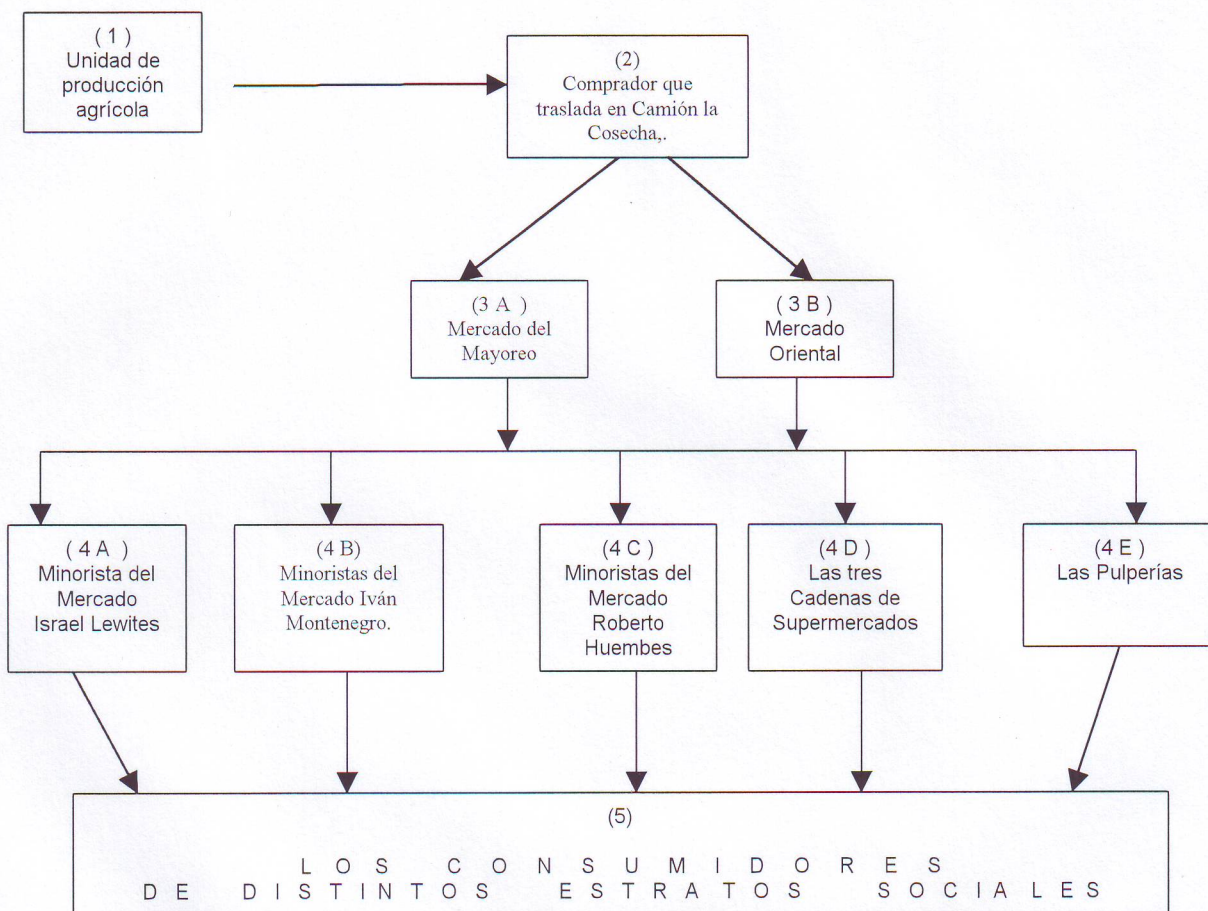 ( 1 )
Unidad de
producción
agrícola
(2)
Comprador que
traslada en Camión la
Cosecha,.
(3 A )
Mercado del
Mayoreo
( 3 B )
Mercado
Oriental
( 4 A )
Minorista del
Mercado
Israel Lewites
( 4 B)
Minoristas del
Mercado Iván
Montenegro.
(4 C )
Minoristas del
Mercado
Roberto
Huembes
(4 D )
Las tres
Cadenas de
Supermercados
(4 E )
Las Pulperías
(5)
L O S C O N S U M I D O R E S
D E D I S T I N T O S E S T R A T O S S O C I A L E S